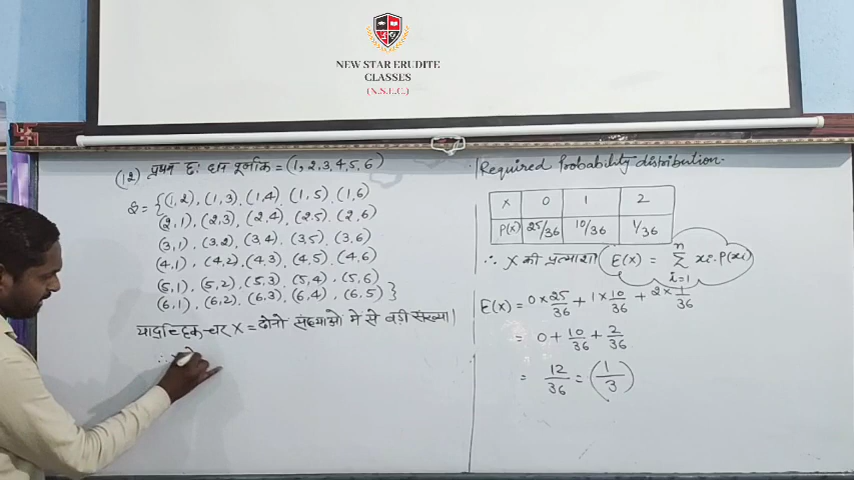 NEW STAR ERUDITE
CLASSES
(N.S.E.C.)
(12) प्रथम छः धन पूर्णांक = (1, 2, 3, 4, 5, 6)
S = {(1, 2), (1, 3), (1, 4), (1, 5), (1, 6)
(2, 1), (2, 3), (2, 4), (2, 5), (2, 6)
(3, 1), (3, 2), (3, 4), (3, 5), (3, 6)
(4, 1), (4, 2), (4, 3), (4, 5), (4, 6)
(5, 1), (5, 2), (5, 3), (5, 4), (5, 6)
(6, 1), (6, 2), (6, 3), (6, 4), (6, 5)}
यादृच्छिक चर X = दोनो संख्याओ मे से बड़ी संख्या।
∴ X
Required Probability distribution.
X 0 1 2
P(X) 25/36 10/36 1/36
∴ X की प्रत्याशा E(X) = n∑i=1 xi. P(xi)
E(X) = 0 × 25/36 + 1 × 10/36 + 2 × 1/36
= 0 + 10/36 + 2/36
= 12/36 = (1/3)